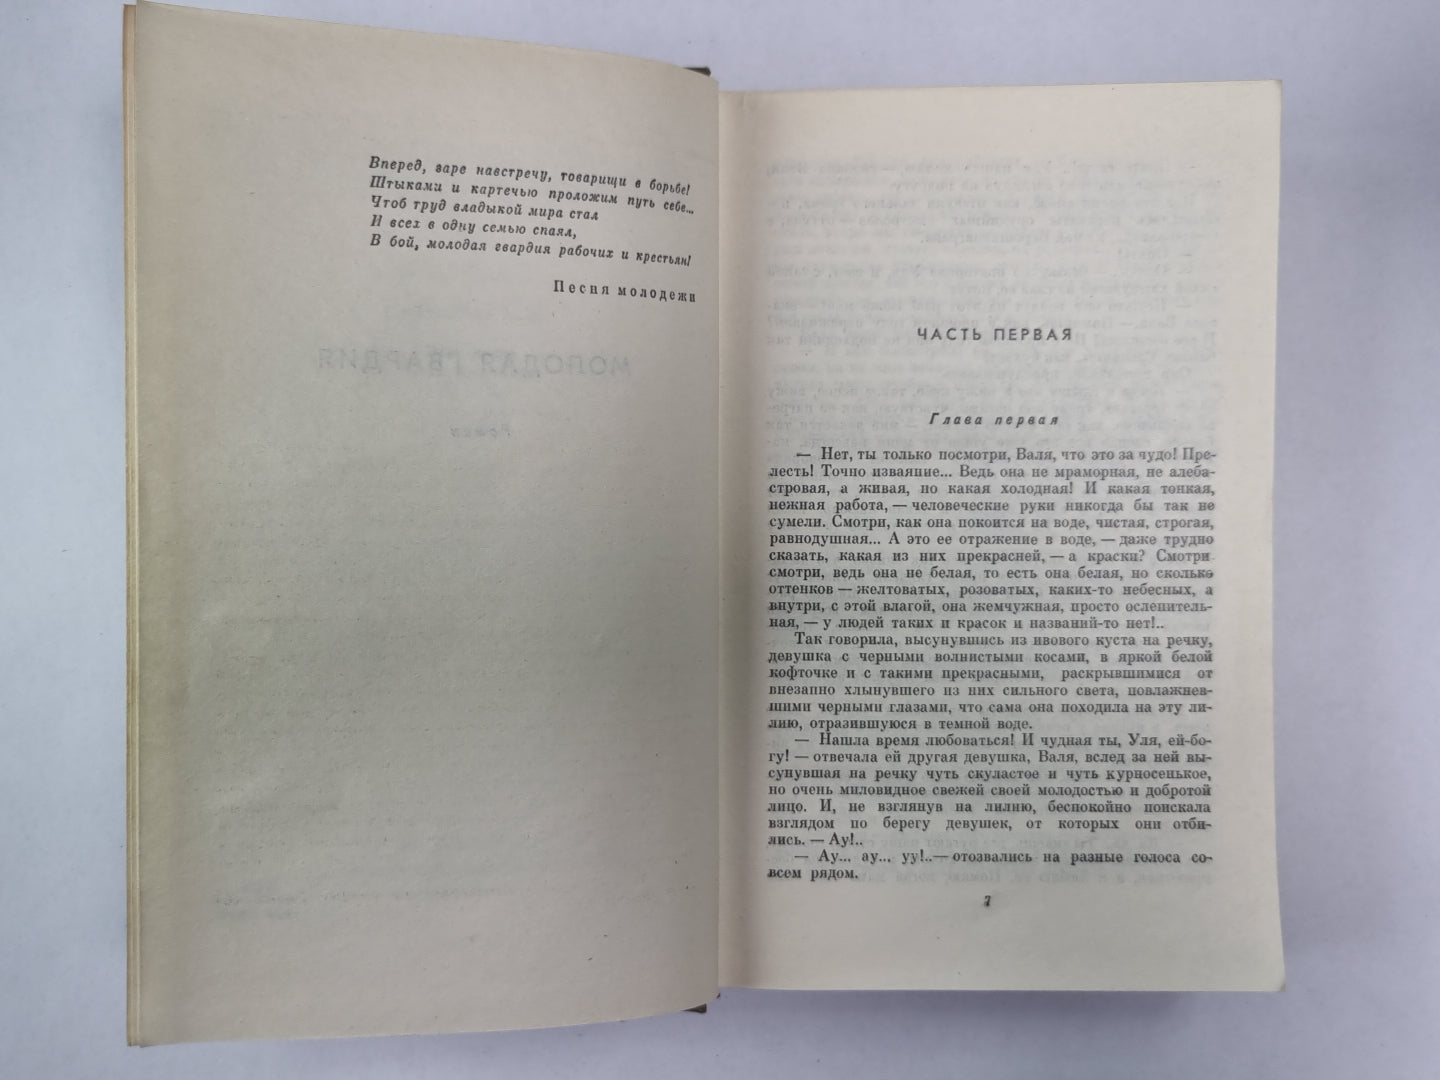 Вперед, заре навстречу, товарищи в борьбе!
Штыками и картечью проложим путь себе...
Чтоб труд владыкой мира стал
И всех в одну семью спаял,
В бой, молодая гвардия рабочих и крестьян!
Песня молодежи
МОЛОДАЯ ГВАРДИЯ
Роман
ЧАСТЬ ПЕРВАЯ
Глава первая
— Нет, ты только посмотри, Валя, что это за чудо! Пре-
лесть! Точно изваяние... Ведь она не мраморная, не алеба-
стровая, а живая, но какая холодная! И какая тонкая,
нежная работа, — человеческие руки никогда бы так не
сумели. Смотри, как она покоится на воде, чистая, строгая,
равнодушная... А это ее отражение в воде, — даже трудно
сказать, какая из них прекрасней, — а краски? Смотри
смотри, ведь она не белая, то есть она белая, но сколько
оттенков — желтоватых, розоватых, каких-то небесных, а
внутри, с этой влагой, она жемчужная, просто ослепитель-
ная, — у людей таких и красок и названий-то нет!..
Так говорила, высунувшись из ивового куста на речку,
девушка с черными волнистыми косами, в яркой белой
кофточке и с такими прекрасными, раскрывшимися от
внезапно хлынувшего из них сильного света, повлажнев-
шими черными глазами, что сама она походила на эту ли-
лию, отразившуюся в темной воде.
— Нашла время любоваться! И чудная ты, Уля, ей-бо-
гу! — отвечала ей другая девушка, Валя, вслед за ней вы-
сунувшая на речку чуть скуластое и чуть курносенькое,
но очень миловидное свежей своей молодостью и добротой
лицо. И, не взглянув на лилию, беспокойно поискала
взглядом по берегу девушек, от которых они отби-
лись. — Ау!..
— Ау... ау... уу!.. — отозвались на разные голоса со-
всем рядом.
7